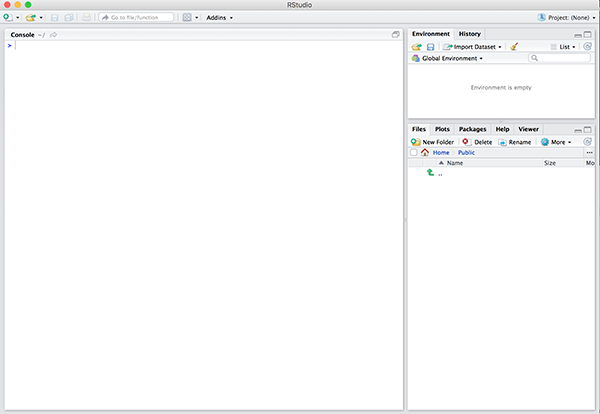 RStudio
Go to file/function Addins Project: (None)
Console ~/
>
Environment History
Import Dataset List
Global Environment
Environment is empty
Files Plots Packages Help Viewer
New Folder Delete Rename More
Home Public ...
Name Size Mo
..